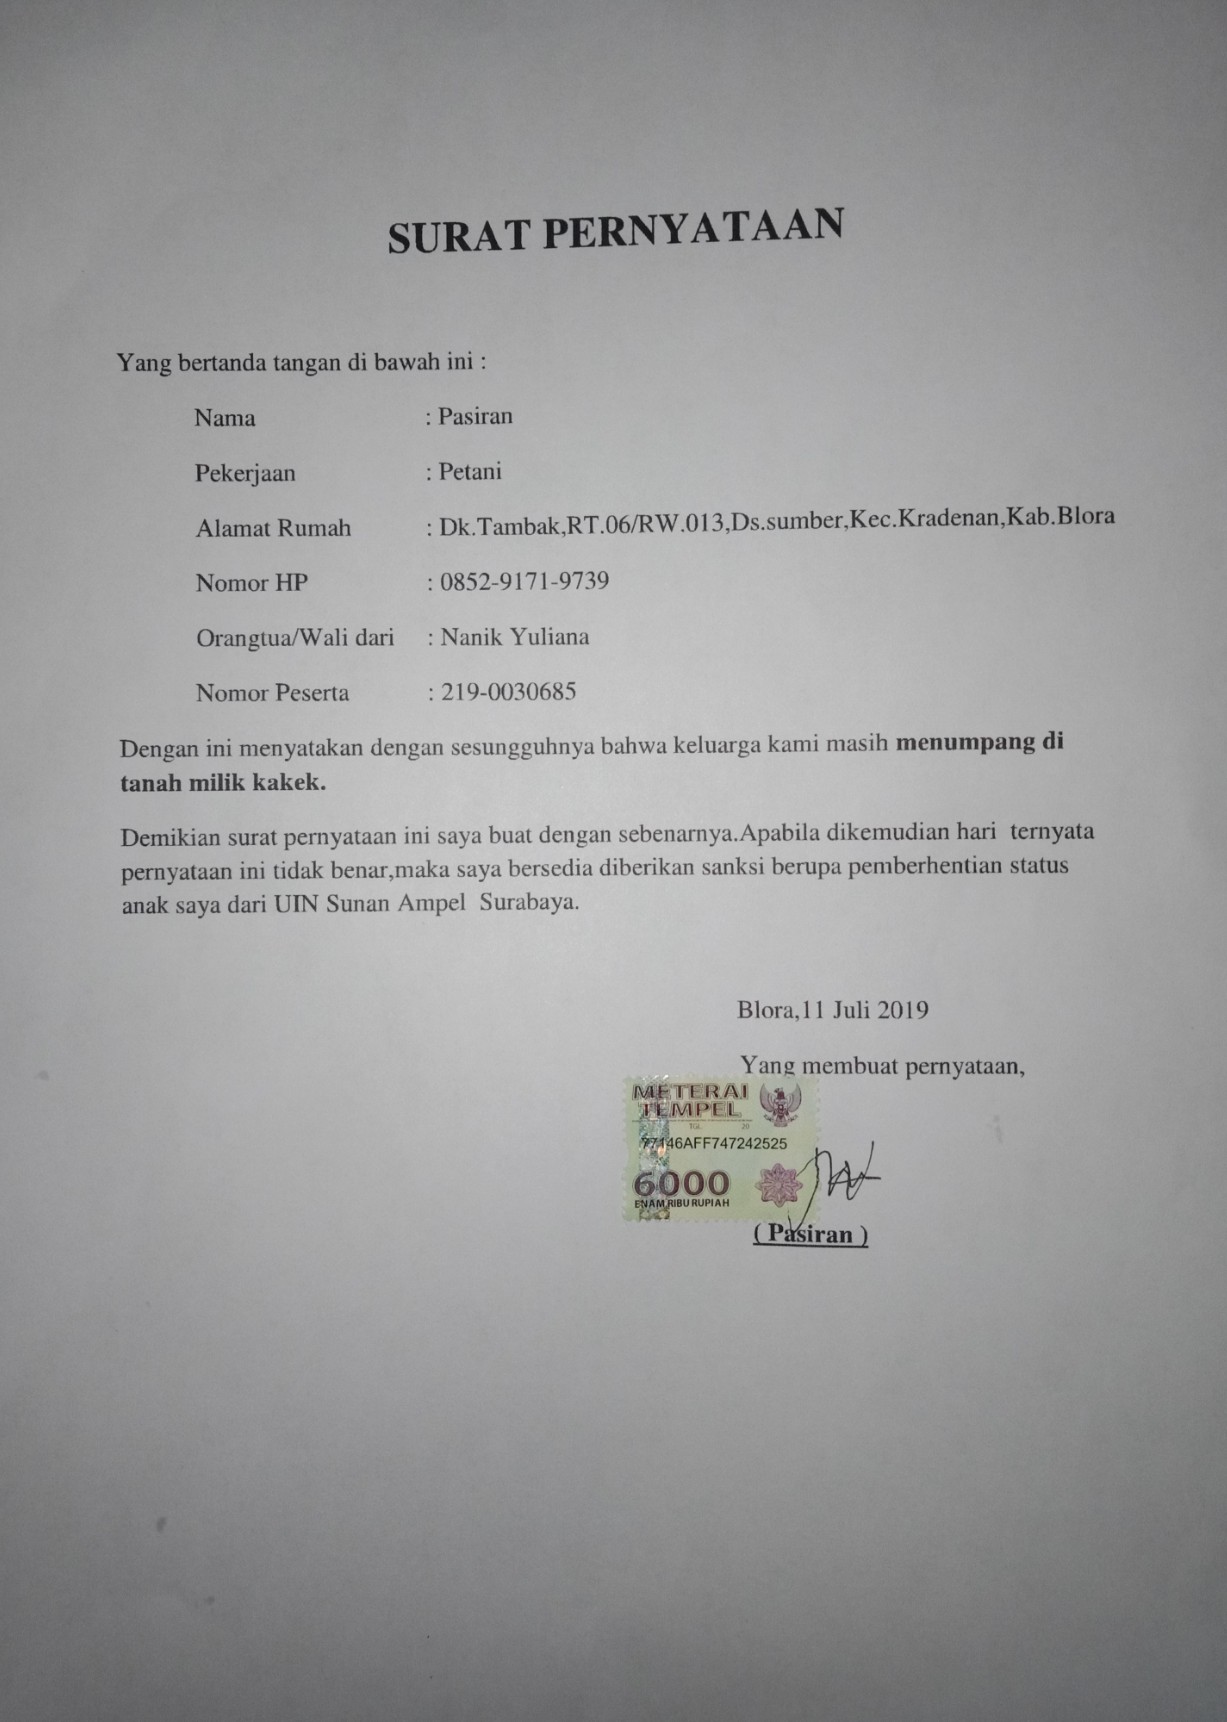 SURAT PERNYATAAN
Yang bertanda tangan di bawah ini :
Nama : Pasiran
Pekerjaan : Petani
Alamat Rumah : Dk.Tambak,RT.06/RW.013,Ds.sumber,Kec.Kradenan,Kab.Blora
Nomor HP : 0852-9171-9739
Orangtua/Wali dari : Nanik Yuliana
Nomor Peserta : 219-0030685
Dengan ini menyatakan dengan sesungguhnya bahwa keluarga kami masih menumpang di
tanah milik kakek.
Demikian surat pernyataan ini saya buat dengan sebenarnya.Apabila dikemudian hari ternyata
pernyataan ini tidak benar,maka saya bersedia diberikan sanksi berupa pemberhentian status
anak saya dari UIN Sunan Ampel Surabaya.
Blora,11 Juli 2019
Yang membuat pernyataan,
METERAI
TEMPEL
TGL 20
77146AFF747242525
6000
ENAM RIBU RUPIAH
( Pasiran )